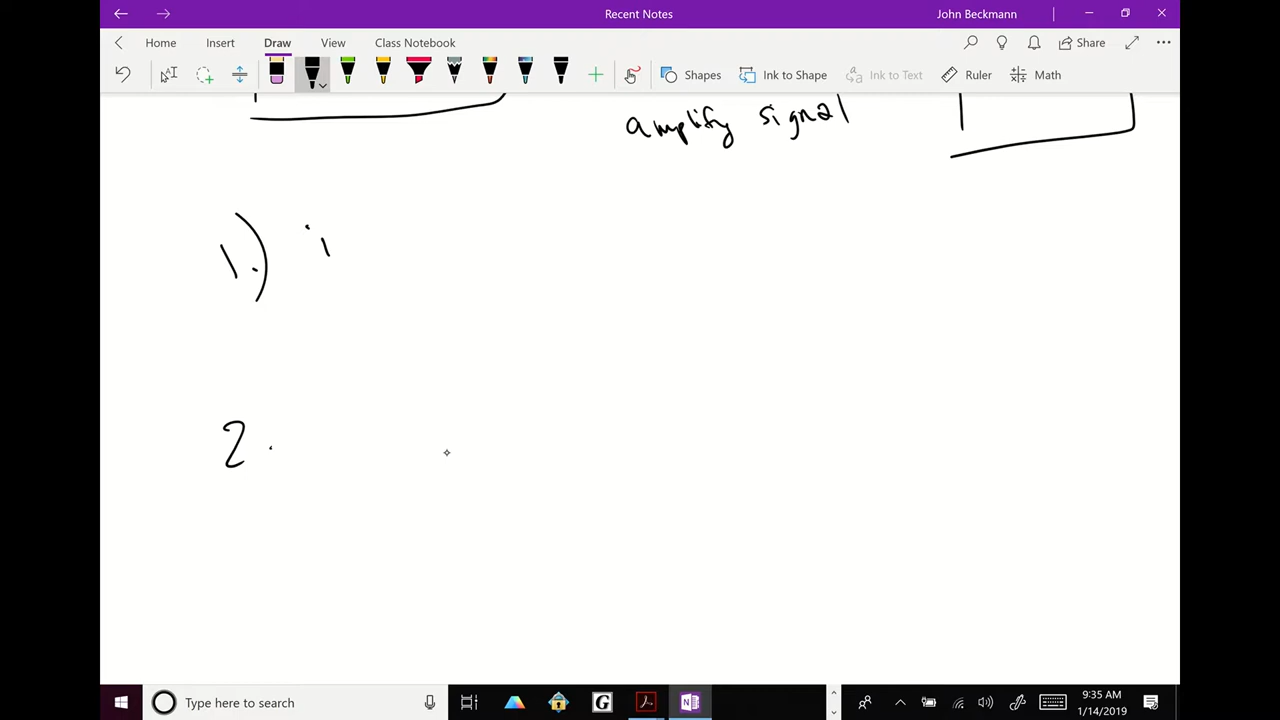 Recent Notes John Beckmann
Home Insert Draw View Class Notebook Share
Shapes Ink to Shape Ink to Text Ruler Math
amplify signal
1.) i
2.
Type here to search G N 9:35 AM
1/14/2019